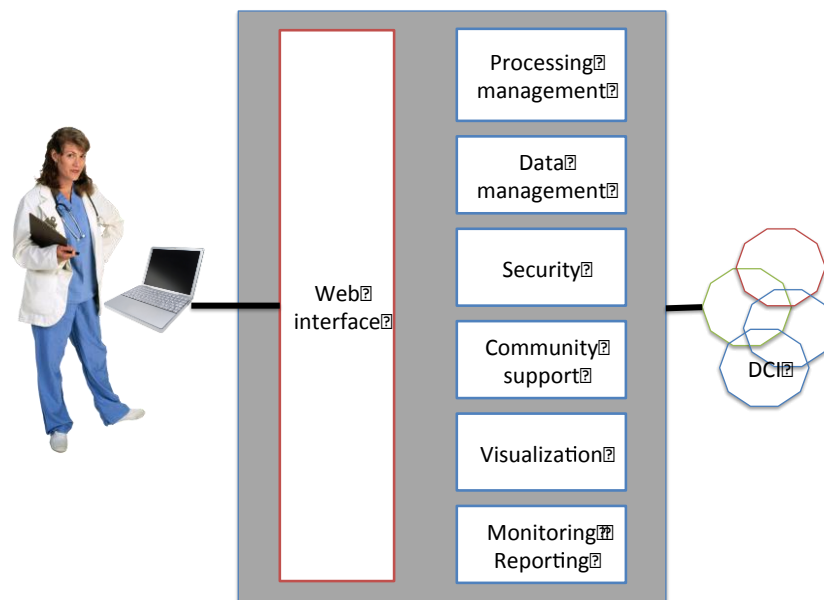 Processing
management
Data
management
Security
Web
interface
Community
support
DCI
Visualization
Monitoring
Reporting